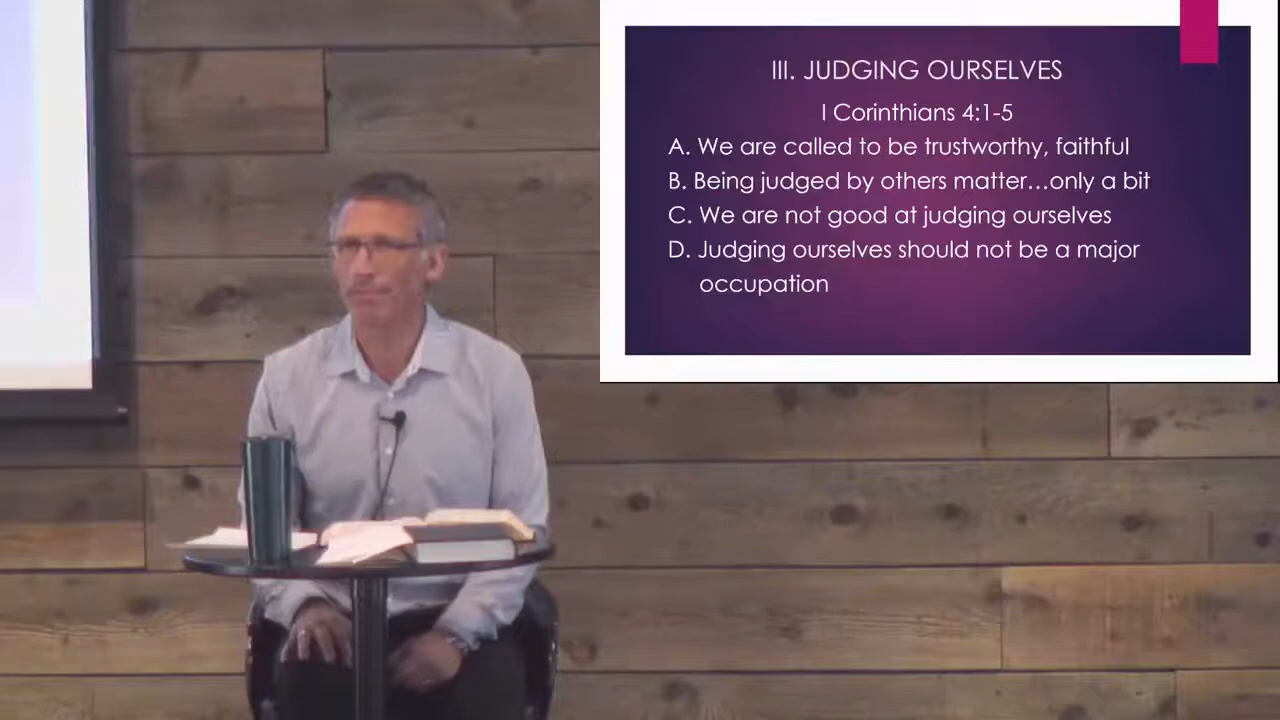 III. JUDGING OURSELVES
I Corinthians 4:1-5
A. We are called to be trustworthy, faithful
B. Being judged by others matter...only a bit
C. We are not good at judging ourselves
D. Judging ourselves should not be a major
occupation